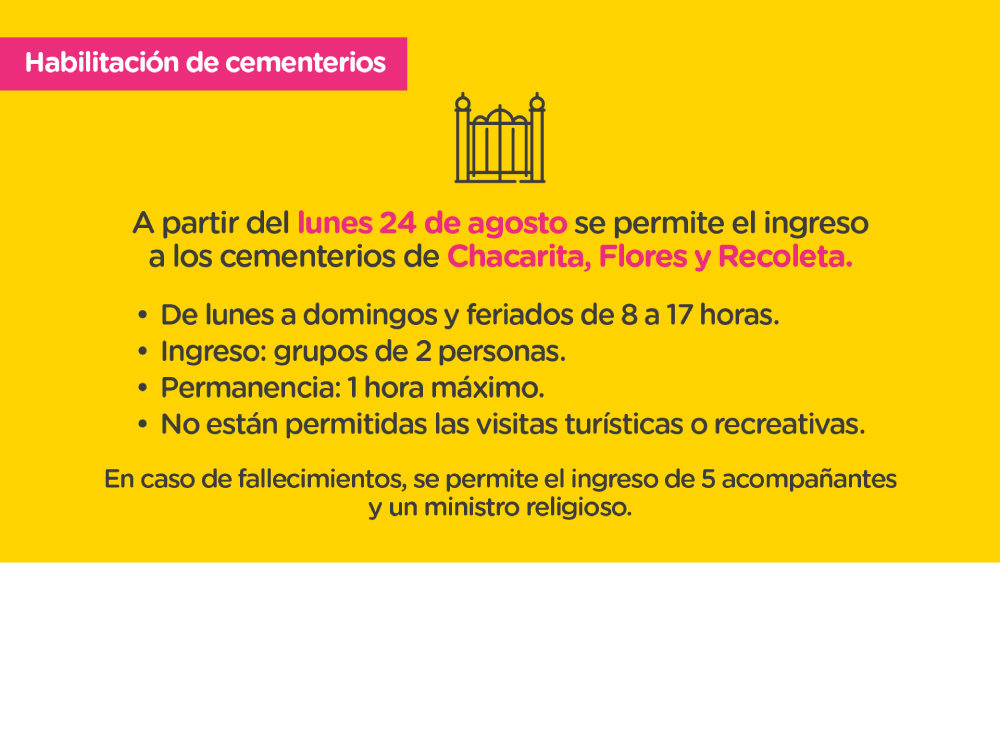 Habilitación de cementerios
A partir del lunes 24 de agosto se permite el ingreso
a los cementerios de Chacarita, Flores y Recoleta.
• De lunes a domingos y feriados de 8 a 17 horas.
• Ingreso: grupos de 2 personas.
• Permanencia: 1 hora máximo.
• No están permitidas las visitas turísticas o recreativas.
En caso de fallecimientos, se permite el ingreso de 5 acompañantes
y un ministro religioso.